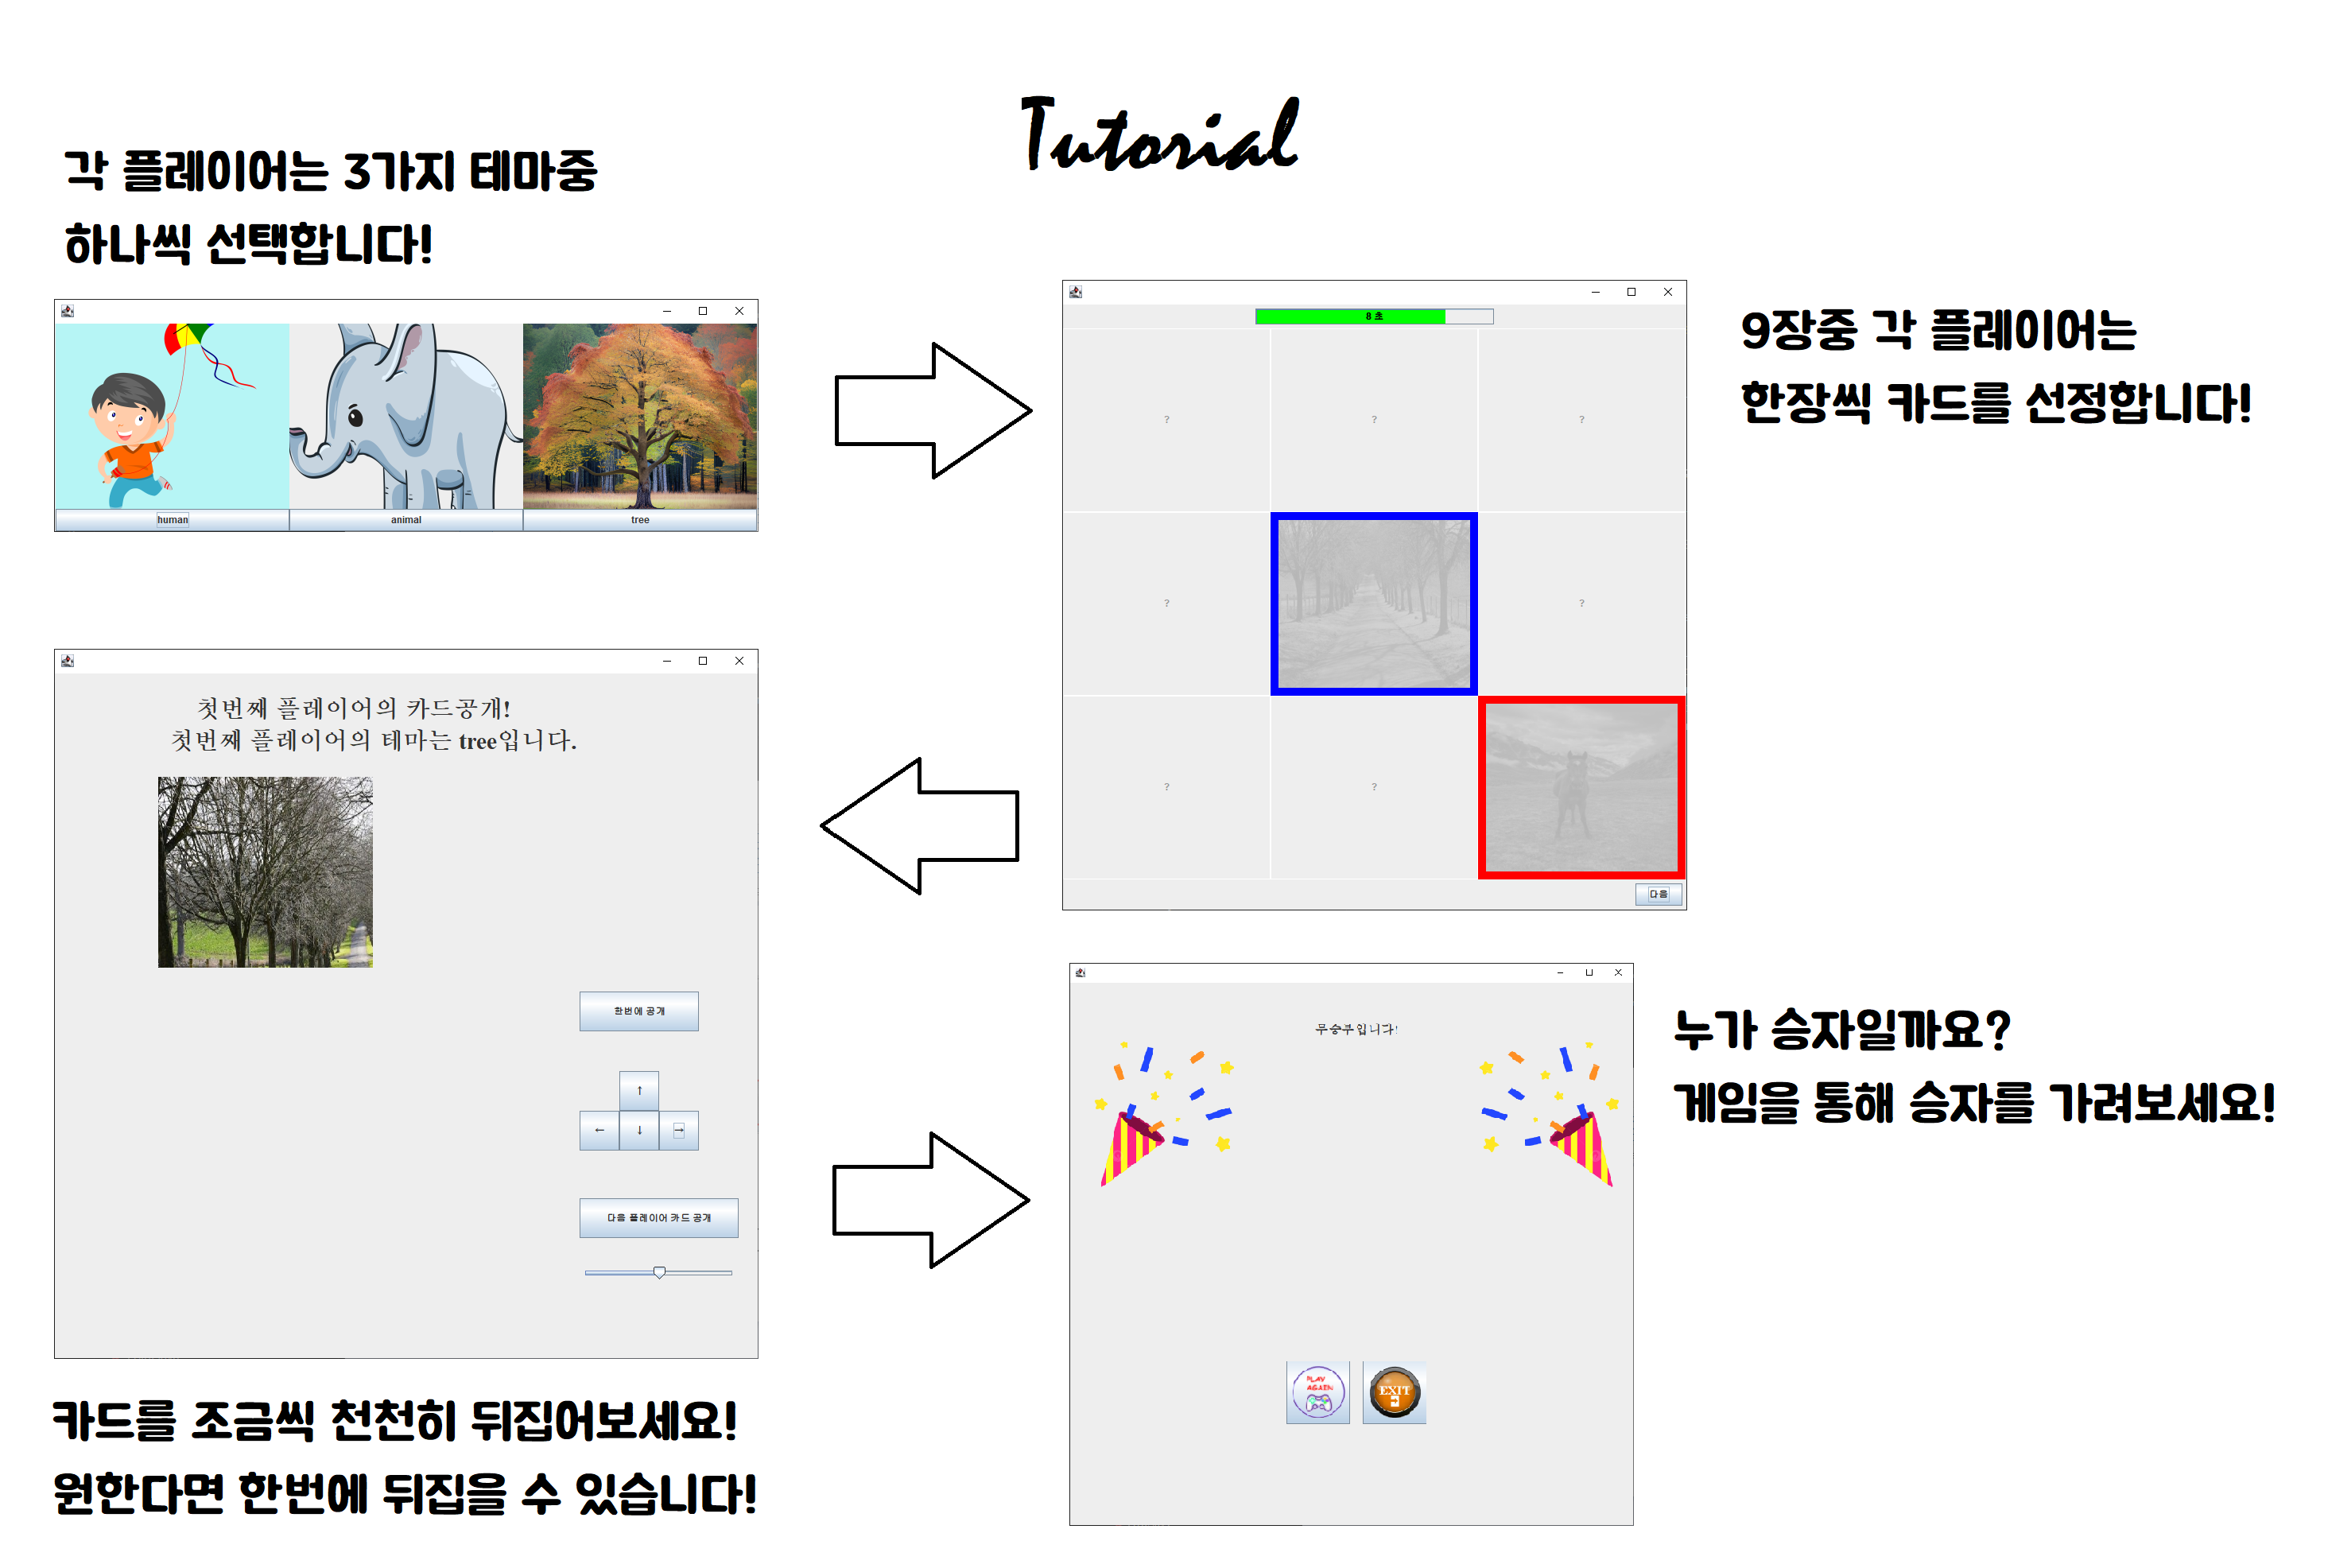 Tutorial
각 플레이어는 3가지 테마중
하나씩 선택합니다!
human
animal
tree
8 초
?
?
?
?
?
?
?
다음
9장중 각 플레이어는
한장씩 카드를 선정합니다!
첫번째 플레이어의 카드공개!
첫번째 플레이어의 테마는 tree입니다.
한번에 공개
↑
← ↓ →
다음 플레이어 카드 공개
카드를 조금씩 천천히 뒤집어보세요!
원한다면 한번에 뒤집을 수 있습니다!
무승부입니다!
PLAY
AGAIN
EXIT
누가 승자일까요?
게임을 통해 승자를 가려보세요!